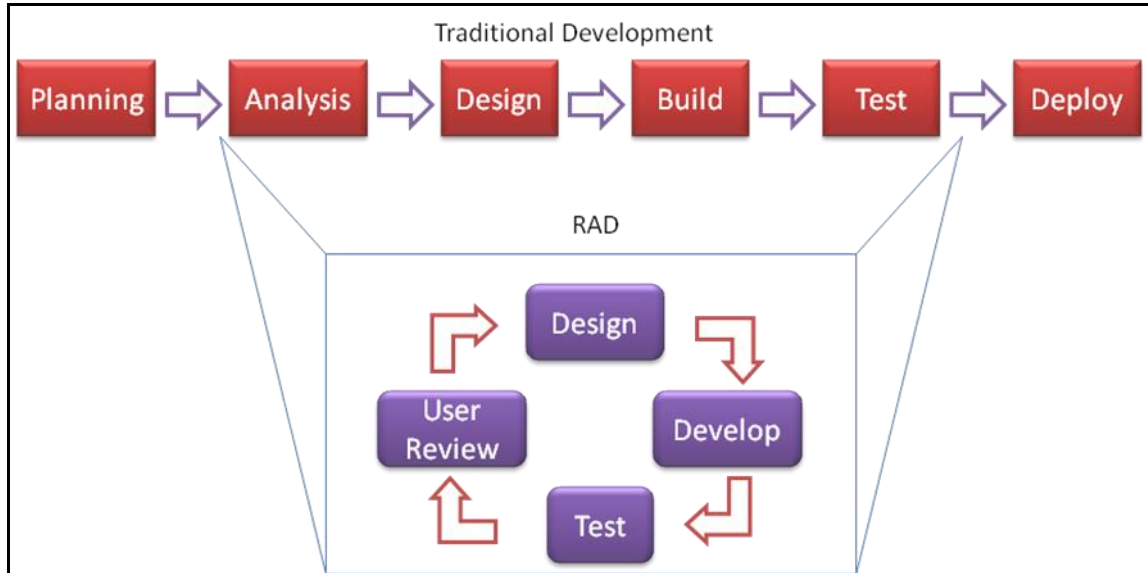 Traditional Development
Planning
Analysis
Design
Build
Test
Deploy
RAD
Design
User
Review
Develop
Test